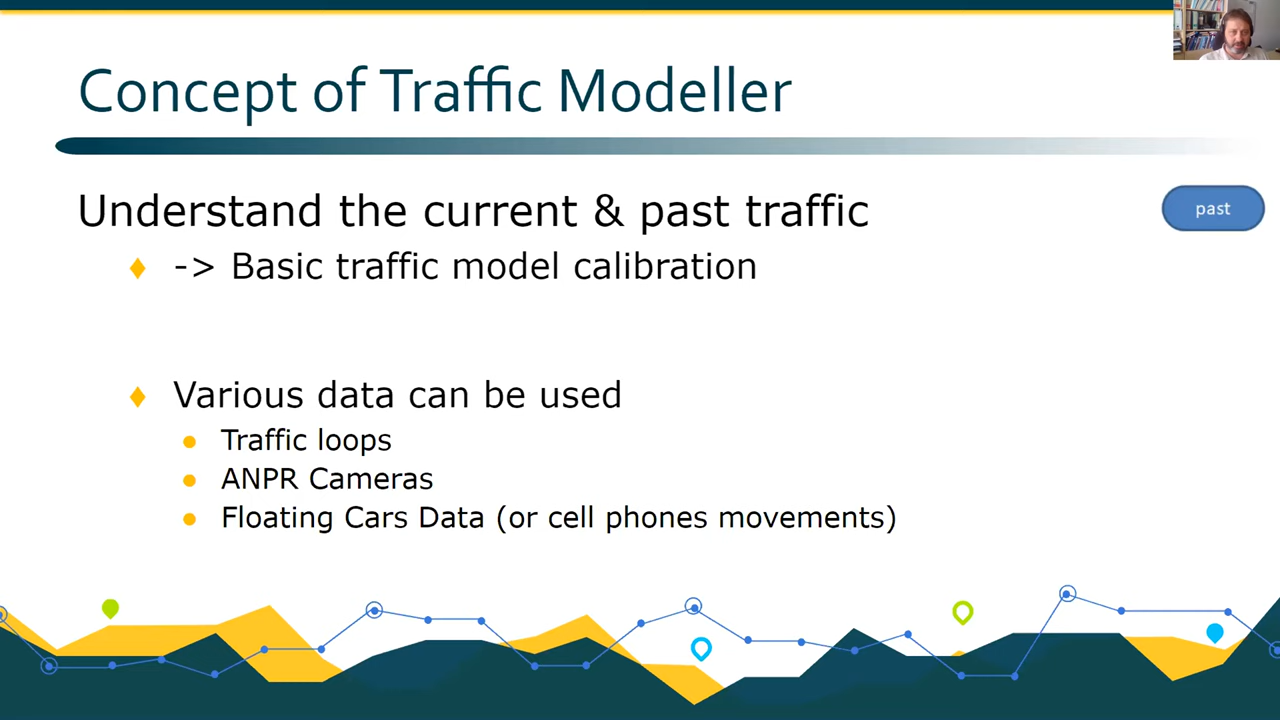 Concept of Traffic Modeller
Understand the current & past traffic
past
-> Basic traffic model calibration
Various data can be used
Traffic loops
ANPR Cameras
Floating Cars Data (or cell phones movements)